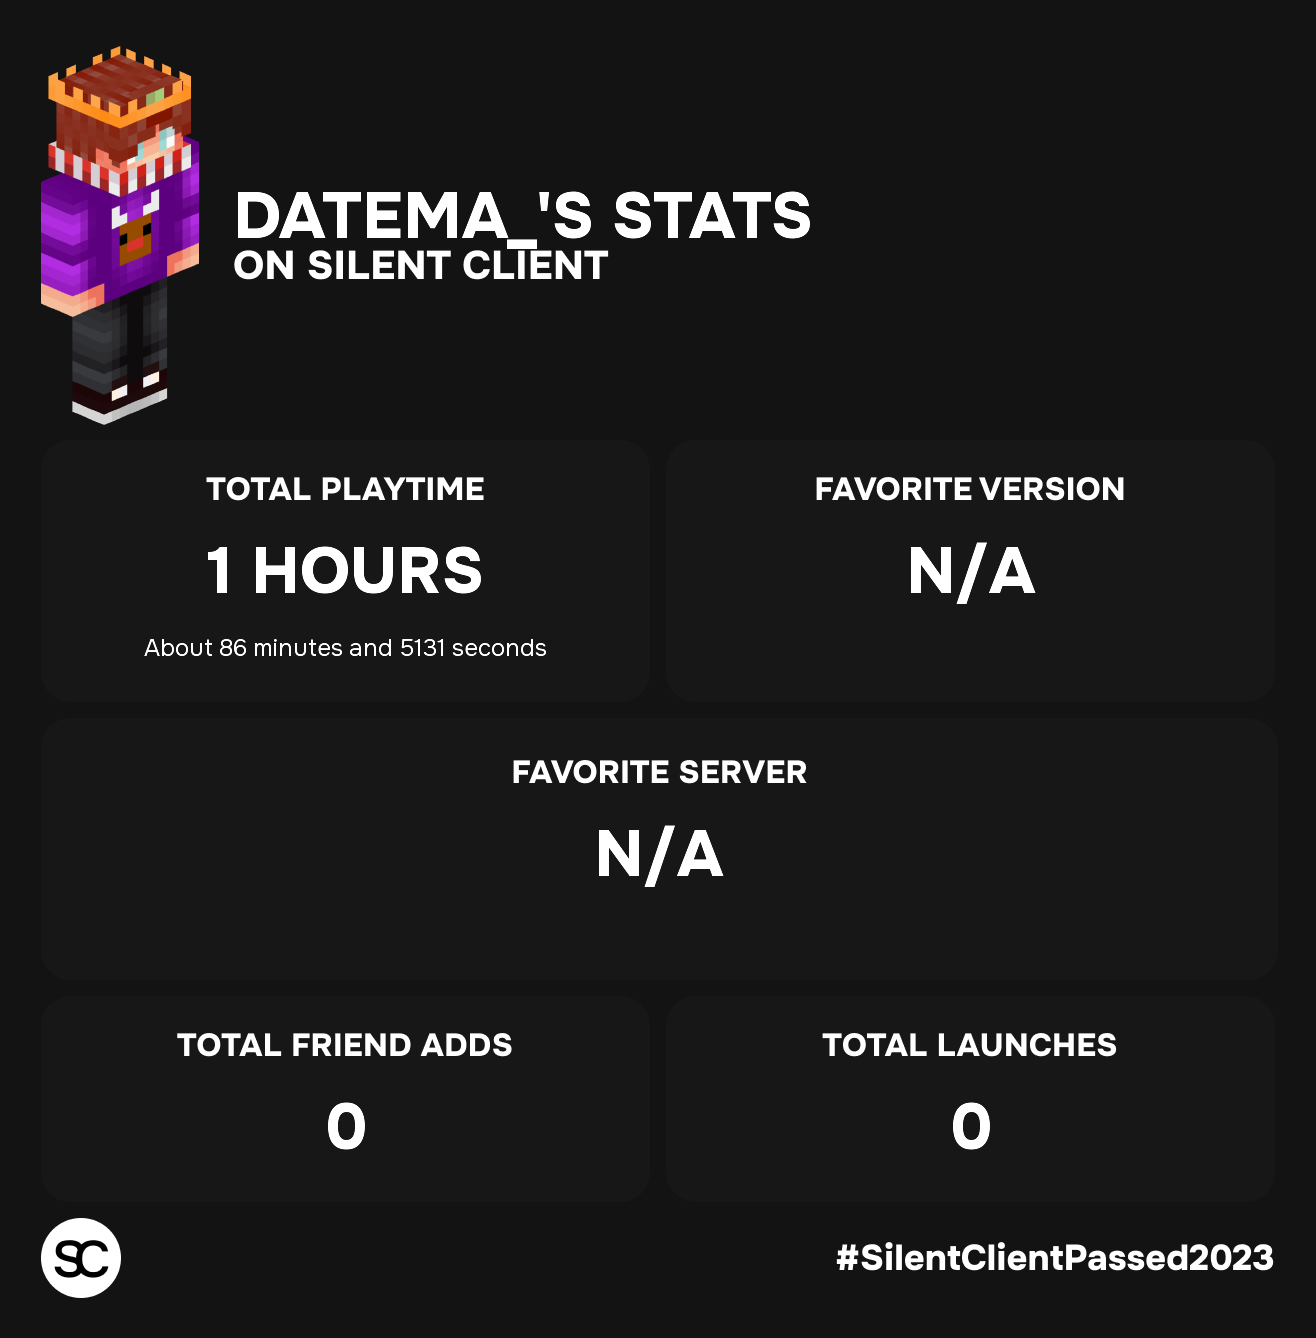 DATEMA_'S STATS
ON SILENT CLIENT
TOTAL PLAYTIME
1 HOURS
About 86 minutes and 5131 seconds
FAVORITE VERSION
N/A
FAVORITE SERVER
N/A
TOTAL FRIEND ADDS
0
TOTAL LAUNCHES
0
SC
#SilentClientPassed2023